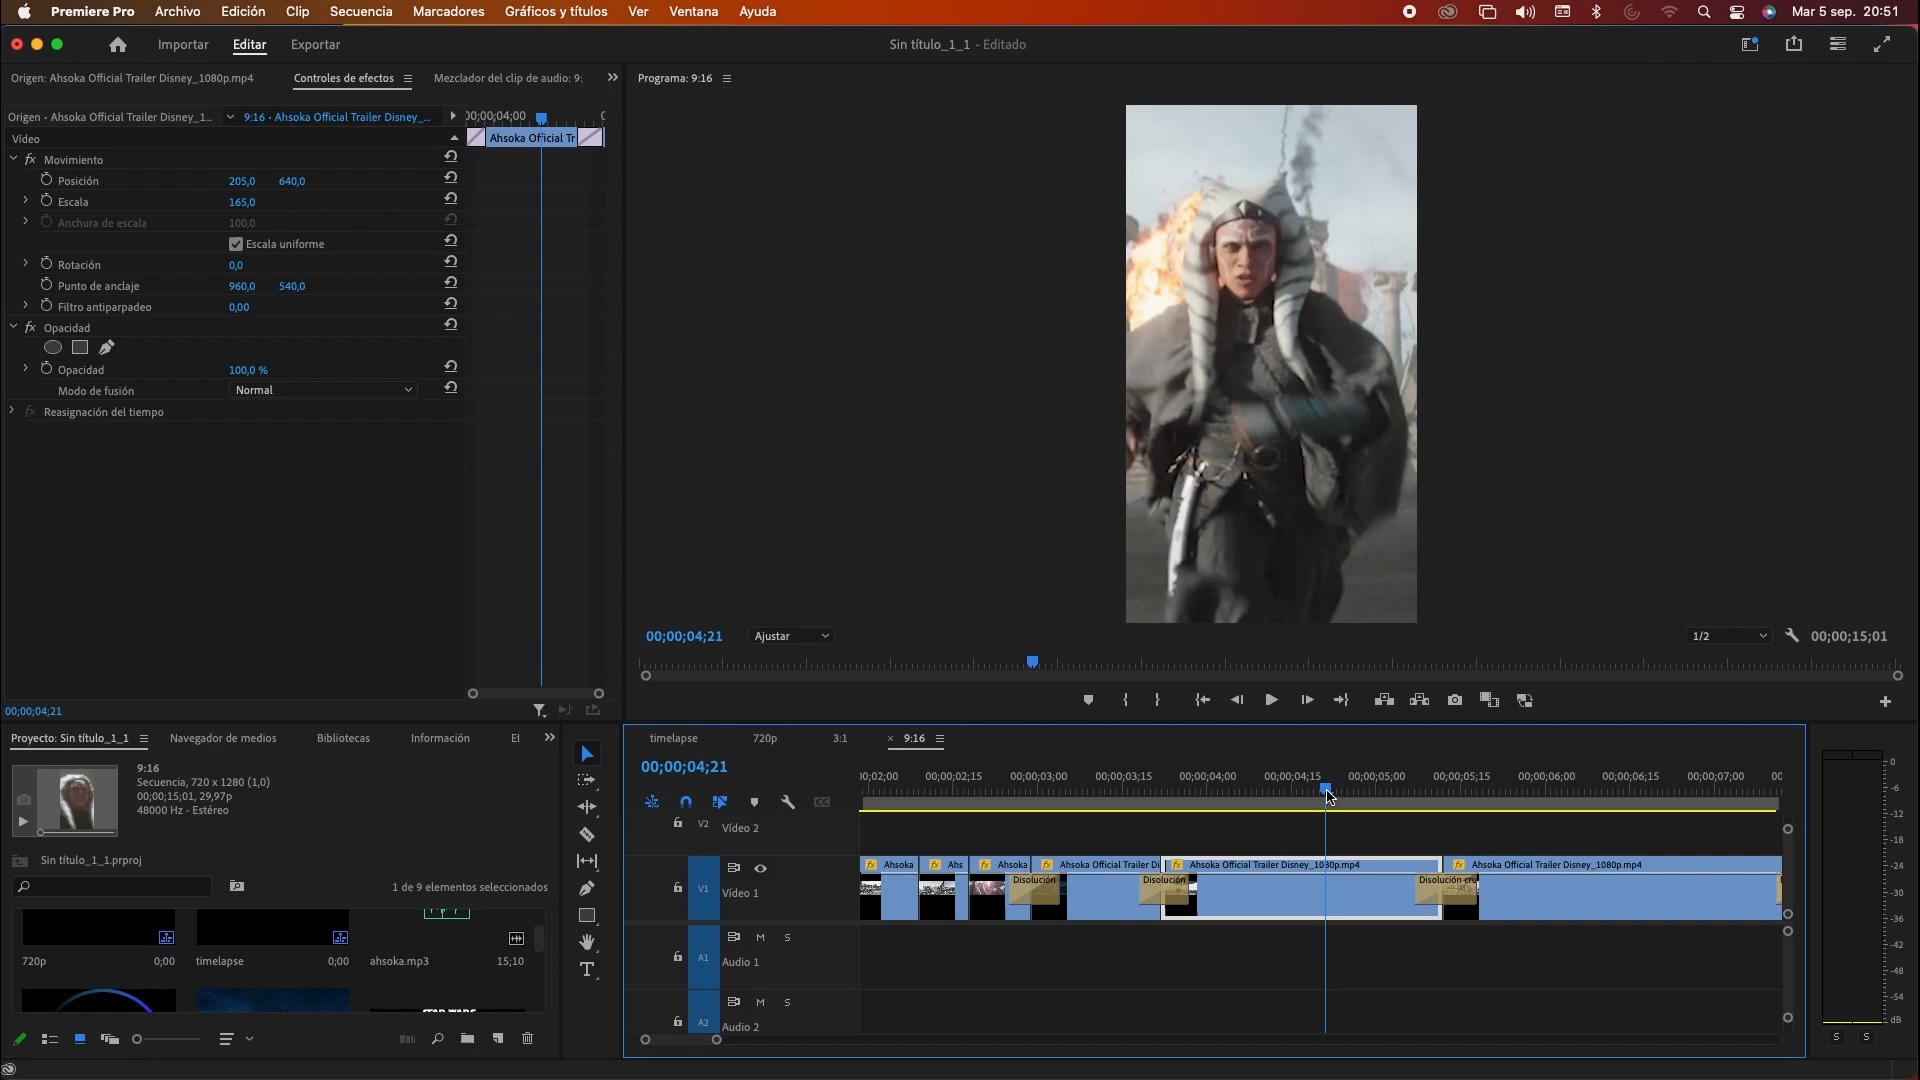 Premiere Pro Archivo Edición Clip Secuencia Marcadores Gráficos y títulos Ver Ventana Ayuda Mar 5 sep. 20:51
Importar Editar Exportar Sin título_1_1 - Editado
Origen: Ahsoka Official Trailer Disney_1080p.mp4 Controles de efectos Mezclador del clip de audio: 9: Programa: 9:16
Origen • Ahsoka Official Trailer Disney_1... 9:16 • Ahsoka Official Trailer Disney_...
Vídeo
Ahsoka Official Tr
fx Movimiento
Posición 205,0 640,0
Escala 165,0
Anchura de escala 100,0
Escala uniforme
Rotación 0,0
Punto de anclaje 960,0 540,0
Filtro antiparpadeo 0,00
fx Opacidad
Opacidad 100,0 %
Modo de fusión Normal
fx Reasignación del tiempo
00;00;04;21 Ajustar 1/2 00;00;15;01
00;00;04;21
Proyecto: Sin título_1_1 Navegador de medios Bibliotecas Información
9:16
Secuencia, 720 x 1280 (1,0)
00;00;15;01, 29,97p
48000 Hz - Estéreo
Sin título_1_1.prproj
1 de 9 elementos seleccionados
720p 0;00 timelapse 0;00 ahsoka.mp3 15;10
timelapse 720p 3:1 × 9:16
00;00;04;21
00;00;02;15 00;00;03;00 00;00;03;15 00;00;04;00 00;00;04;15 00;00;05;00 00;00;05;15 00;00;06;00 00;00;06;15 00;00;07;00
V2 Vídeo 2
fx Ahsoka fx Ahs fx Ahsoka fx Ahsoka Official Trailer Di fx Ahsoka Official Trailer Disney_1080p.mp4 fx Ahsoka Official Trailer Disney_1080p.mp4
Disolución Disolución Disolución cru
V1 Vídeo 1
M S
A1 Audio 1
M S
A2 Audio 2
0
-6
-12
-18
-24
-30
-36
-42
-48
-54
dB
S S